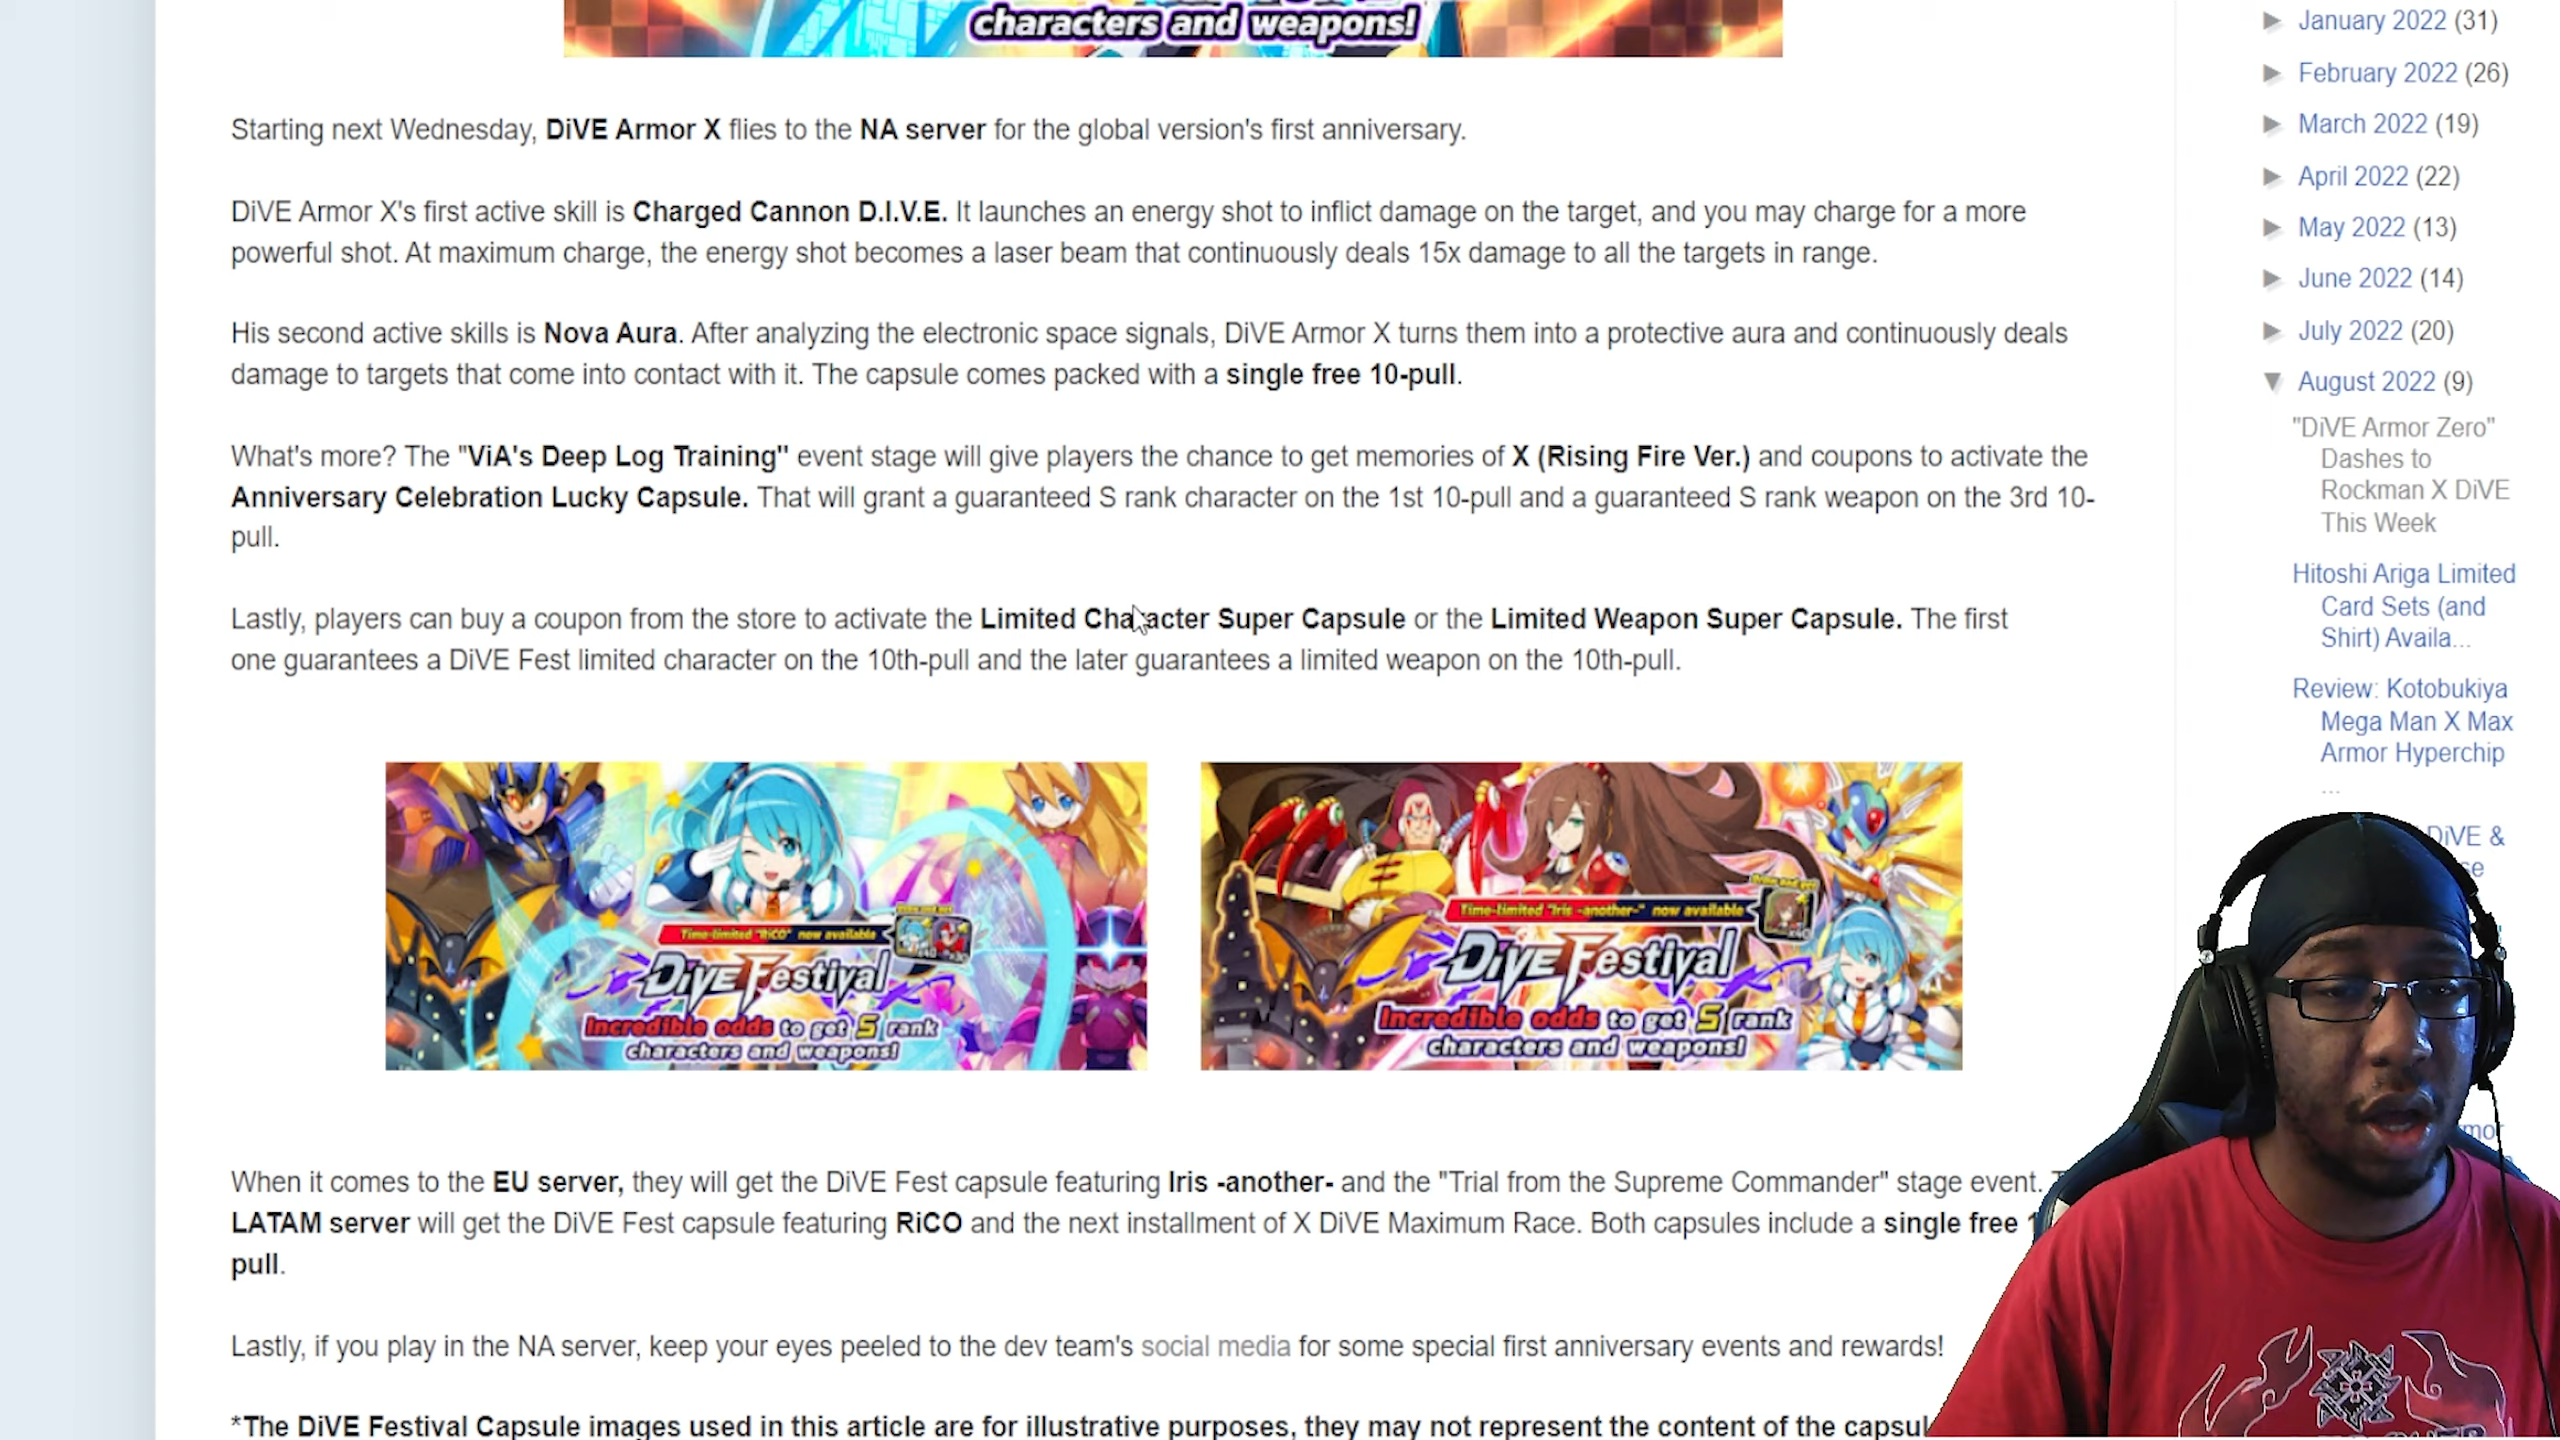 characters and weapons!
Starting next Wednesday, DiVE Armor X flies to the NA server for the global version's first anniversary.
DiVE Armor X's first active skill is Charged Cannon D.I.V.E. It launches an energy shot to inflict damage on the target, and you may charge for a more
powerful shot. At maximum charge, the energy shot becomes a laser beam that continuously deals 15x damage to all the targets in range.
His second active skills is Nova Aura. After analyzing the electronic space signals, DiVE Armor X turns them into a protective aura and continuously deals
damage to targets that come into contact with it. The capsule comes packed with a single free 10-pull.
What's more? The "ViA's Deep Log Training" event stage will give players the chance to get memories of X (Rising Fire Ver.) and coupons to activate the
Anniversary Celebration Lucky Capsule. That will grant a guaranteed S rank character on the 1st 10-pull and a guaranteed S rank weapon on the 3rd 10-
pull.
Lastly, players can buy a coupon from the store to activate the Limited Character Super Capsule or the Limited Weapon Super Capsule. The first
one guarantees a DiVE Fest limited character on the 10th-pull and the later guarantees a limited weapon on the 10th-pull.
Time-limited "RiCO" now available
DiVE Festival
Incredible odds to get S rank
characters and weapons!
Time-limited "Iris -another-" now available
DiVE Festival
Incredible odds to get S rank
characters and weapons!
When it comes to the EU server, they will get the DiVE Fest capsule featuring Iris -another- and the "Trial from the Supreme Commander" stage event.
LATAM server will get the DiVE Fest capsule featuring RiCO and the next installment of X DiVE Maximum Race. Both capsules include a single free
pull.
Lastly, if you play in the NA server, keep your eyes peeled to the dev team's social media for some special first anniversary events and rewards!
*The DiVE Festival Capsule images used in this article are for illustrative purposes, they may not represent the content of the capsul
► January 2022 (31)
► February 2022 (26)
► March 2022 (19)
► April 2022 (22)
► May 2022 (13)
► June 2022 (14)
► July 2022 (20)
▼ August 2022 (9)
"DiVE Armor Zero"
Dashes to
Rockman X DiVE
This Week
Hitoshi Ariga Limited
Card Sets (and
Shirt) Availa...
Review: Kotobukiya
Mega Man X Max
Armor Hyperchip
...
DiVE &
se